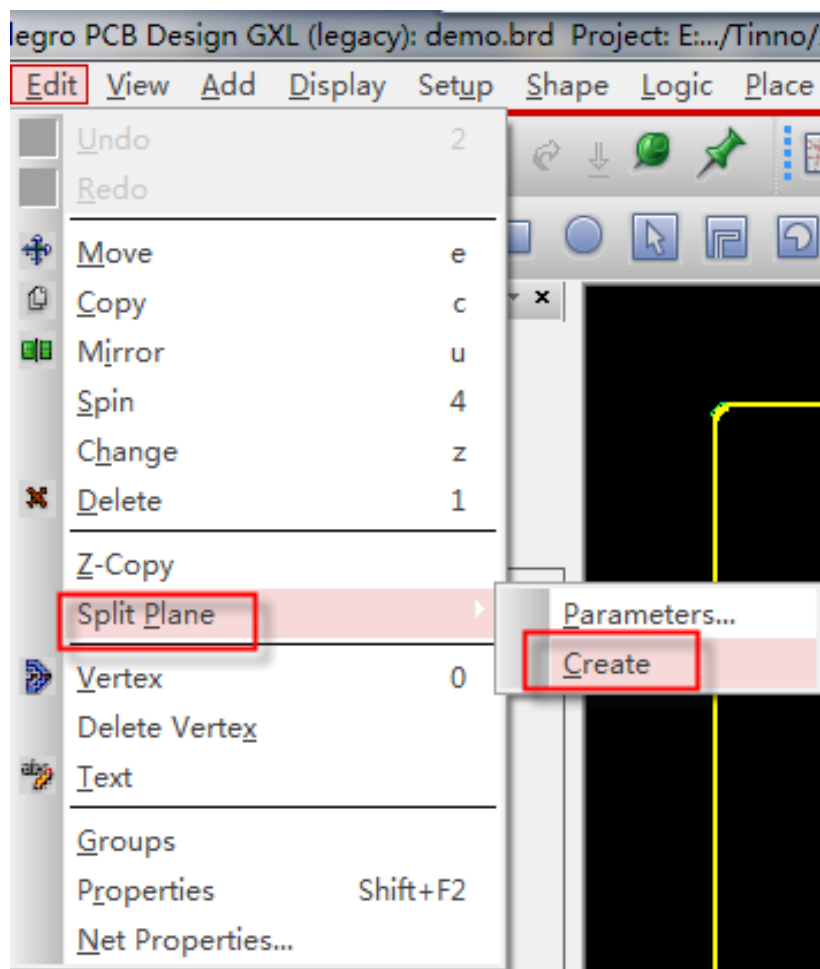 legro PCB Design GXL (legacy): demo.brd Project: E:.../Tinno/
Edit View Add Display Setup Shape Logic Place
Undo 2
Redo
Move e
Copy c
Mirror u
Spin 4
Change z
Delete 1
Z-Copy
Split Plane
Parameters...
Create
Vertex 0
Delete Vertex
abc
Text
Groups
Properties Shift+F2
Net Properties...